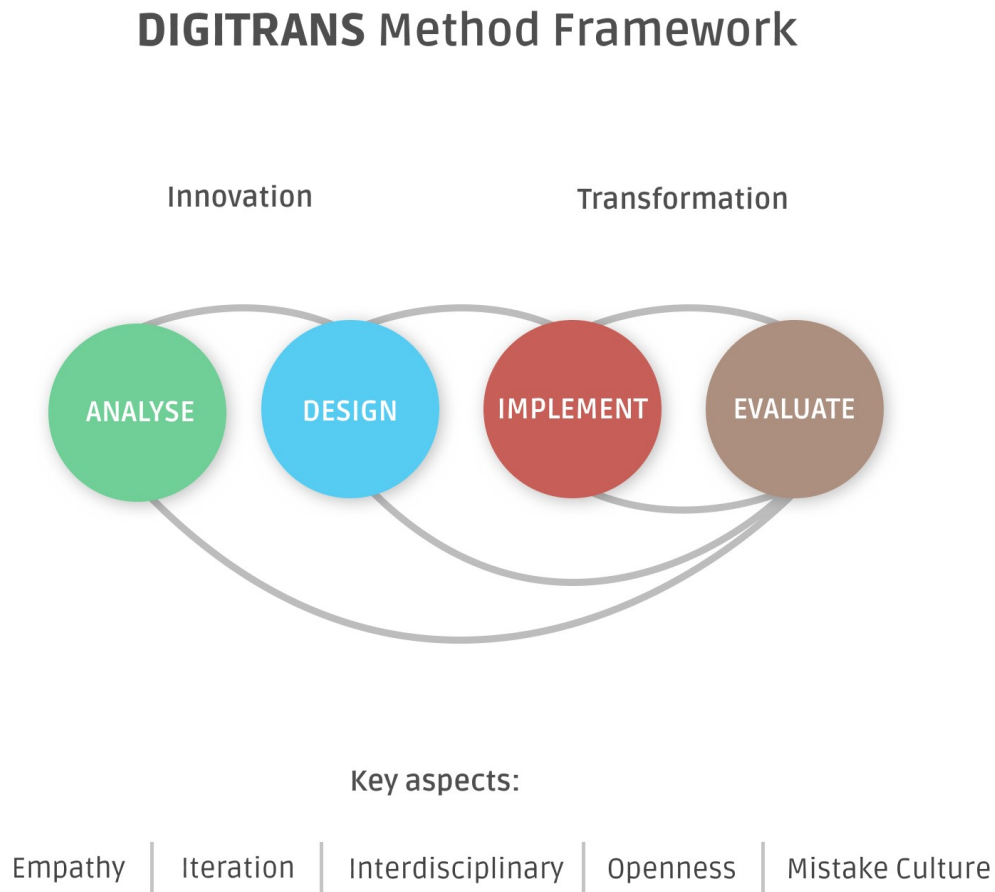 DIGITRANS Method Framework
Innovation
Transformation
ANALYSE
DESIGN
IMPLEMENT
EVALUATE
Key aspects:
Empathy
Iteration
Interdisciplinary
Openness
Mistake Culture